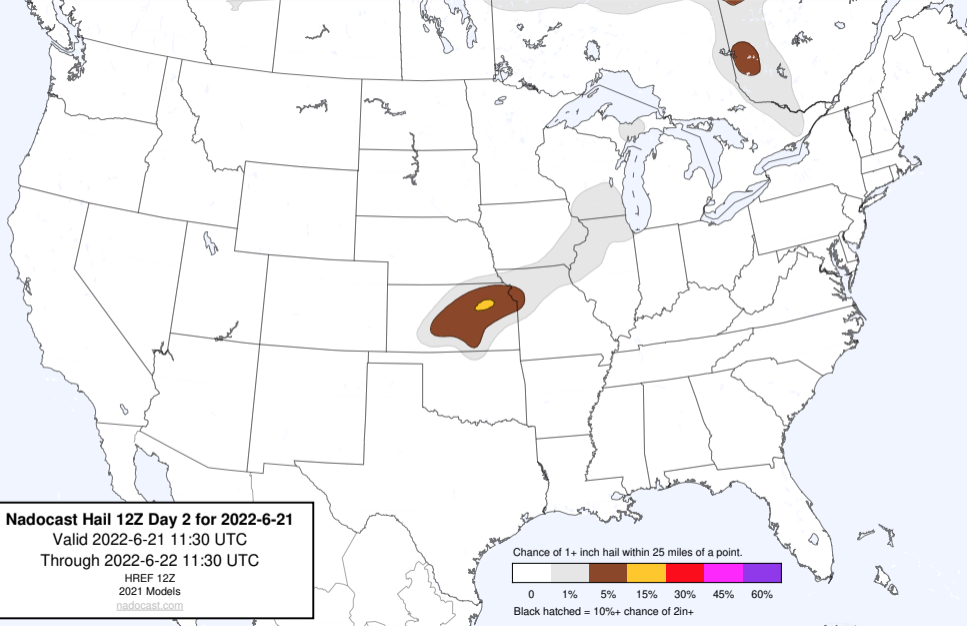 Nadocast Hail 12Z Day 2 for 2022-6-21
Valid 2022-6-21 11:30 UTC
Through 2022-6-22 11:30 UTC
HREF 12Z
2021 Models
nadocast.com
Chance of 1+ inch hail within 25 miles of a point.
0 1% 5% 15% 30% 45% 60%
Black hatched = 10%+ chance of 2in+